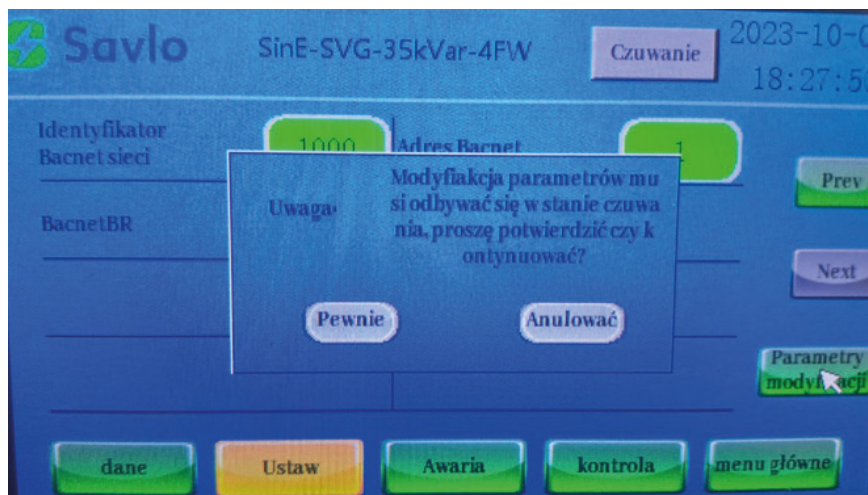 Savlo
SinE-SVG-35kVar-4FW
Czuwanie
2023-10-0
18:27:5
Identyfikator
Bacnet sieci
1000
Adres Bacnet
1
Prev
BacnetBR
Uwaga:
Modyfiakcja parametrów mu
si odbywać się w stanie czuwa
nia, proszę potwierdzić czy k
ontynuować?
Next
Pewnie
Anulować
Parametry
dane
Ustaw
Awaria
kontrola
menu główne